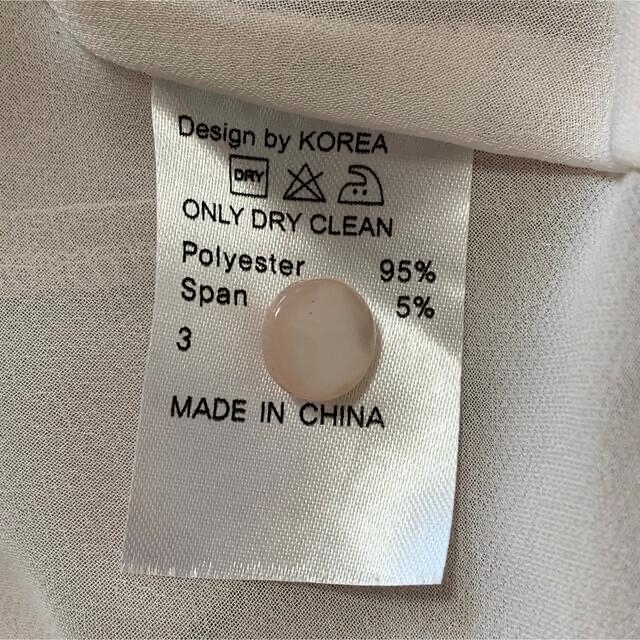 Design by KOREA
DRY
ONLY DRY CLEAN
Polyester 95%
Span 5%
3
MADE IN CHINA